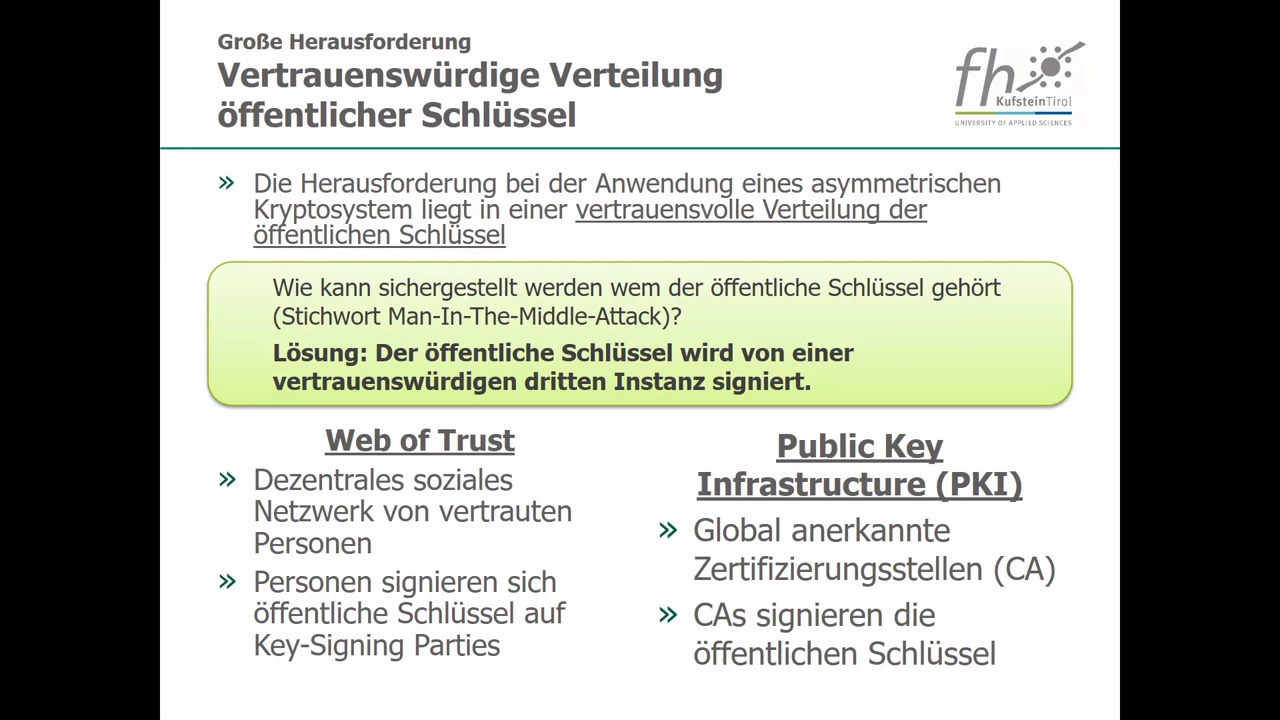 Große Herausforderung
Vertrauenswürdige Verteilung
öffentlicher Schlüssel
fh
KufsteinTirol
UNIVERSITY OF APPLIED SCIENCES
» Die Herausforderung bei der Anwendung eines asymmetrischen
Kryptosystem liegt in einer vertrauensvolle Verteilung der
öffentlichen Schlüssel
Wie kann sichergestellt werden wem der öffentliche Schlüssel gehört
(Stichwort Man-In-The-Middle-Attack)?
Lösung: Der öffentliche Schlüssel wird von einer
vertrauenswürdigen dritten Instanz signiert.
Web of Trust
» Dezentrales soziales
Netzwerk von vertrauten
Personen
» Personen signieren sich
öffentliche Schlüssel auf
Key-Signing Parties
Public Key
Infrastructure (PKI)
» Global anerkannte
Zertifizierungsstellen (CA)
» CAs signieren die
öffentlichen Schlüssel